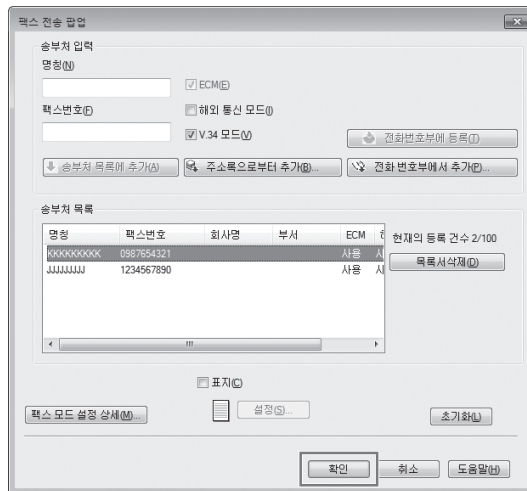 팩스 전송 팝업
송부처 입력
명칭(N)
ECM(E)
팩스번호(F)
해외 통신 모드(I)
V.34 모드(V)
전화번호부에 등록(T)
송부처 목록에 추가(A)
주소록으로부터 추가(B)...
전화 번호부에서 추가(P)...
송부처 목록
명칭 팩스번호 회사명 부서 ECM
KKKKKKKKK 0987654321 사용
JJJJJJJJJ 1234567890 사용
현재의 등록 건수 2/100
목록서삭제(D)
표지(C)
팩스 모드 설정 상세(M)...
설정(S)...
초기화(L)
확인
취소
도움말(H)